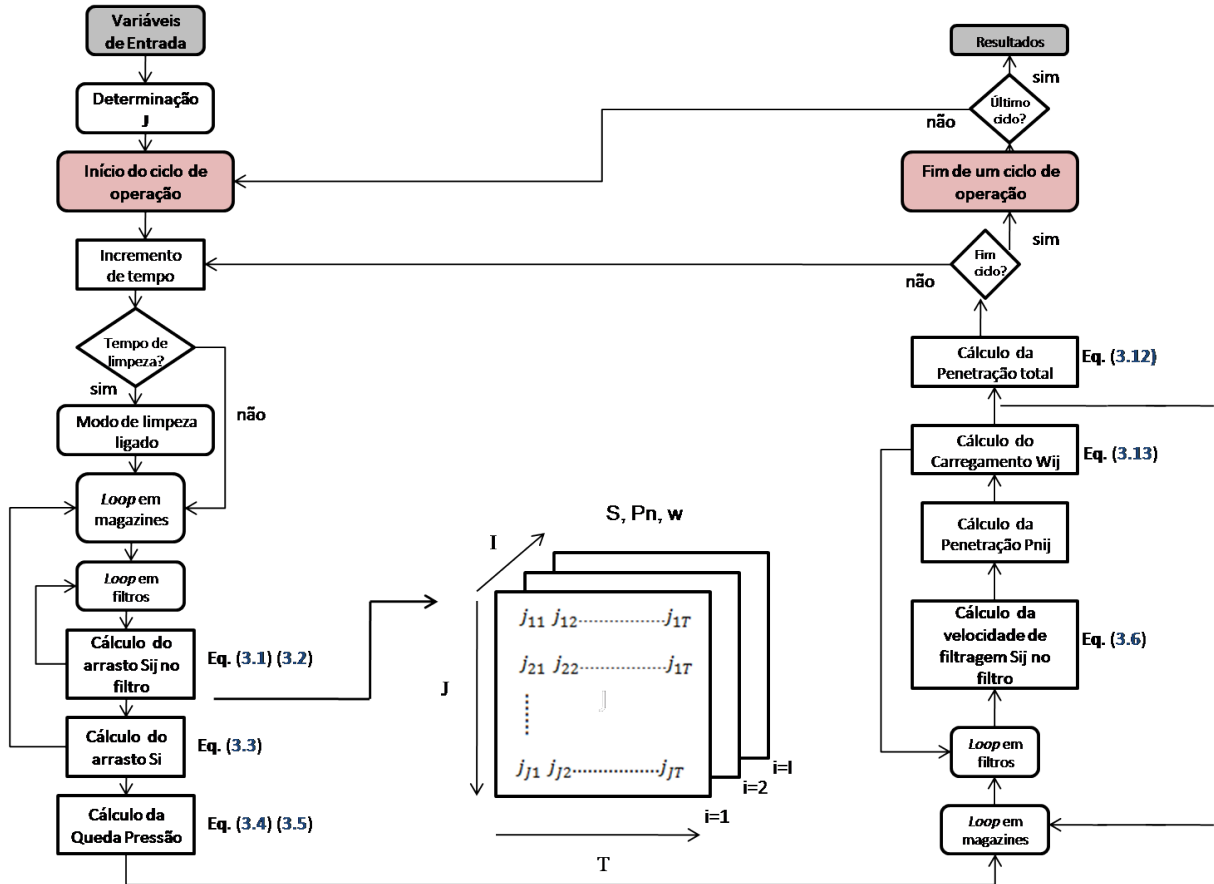 Variáveis
de Entrada
Determinação
J
Início do ciclo de
operação
Incremento
de tempo
Tempo de
limpeza?
sim
não
Modo de limpeza
ligado
Loop em
magazines
Loop em
filtros
Cálculo do
arrasto Sij no
filtro
Eq. (3.1) (3.2)
Cálculo do
arrasto Si
Eq. (3.3)
Cálculo da
Queda Pressão
Eq. (3.4) (3.5)
S, Pn, w
I
J
j11 j12...................j1T
j21 j22...................j1T
J
jJ1 jJ2...................jJT
i=I
i=2
i=1
T
Resultados
sim
Último
ciclo?
não
Fim de um ciclo de
operação
sim
Fim
ciclo?
não
Cálculo da
Penetração total
Eq. (3.12)
Cálculo do
Carregamento Wij
Eq. (3.13)
Cálculo da
Penetração Pnij
Cálculo da
velocidade de
filtragem Sij no
filtro
Eq. (3.6)
Loop em
filtros
Loop em
magazines